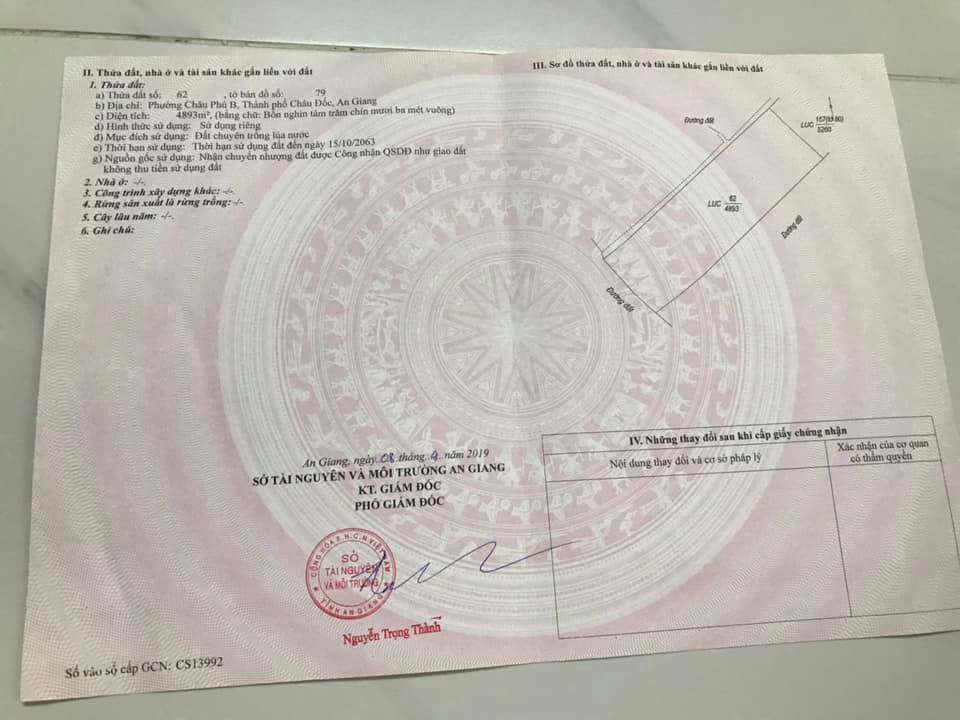 II. Thửa đất, nhà ở và tài sản khác gắn liền với đất
1. Thửa đất:
a) Thửa đất số: 62 , tờ bản đồ số: 79
b) Địa chỉ: Phường Châu Phú B, Thành phố Châu Đốc, An Giang
c) Diện tích: 4893m², (bằng chữ: Bốn nghìn tám trăm chín mươi ba mét vuông)
d) Hình thức sử dụng: Sử dụng riêng
đ) Mục đích sử dụng: Đất chuyên trồng lúa nước
e) Thời hạn sử dụng: Thời hạn sử dụng đất đến ngày 15/10/2063
g) Nguồn gốc sử dụng: Nhận chuyển nhượng đất được Công nhận QSDĐ như giao đất
không thu tiền sử dụng đất
2. Nhà ở: -/-.
3. Công trình xây dựng khác: -/-.
4. Rừng sản xuất là rừng trồng: -/-.
5. Cây lâu năm: -/-.
6. Ghi chú:
An Giang, ngày 08 tháng 9 năm 2019
SỞ TÀI NGUYÊN VÀ MÔI TRƯỜNG AN GIANG
KT. GIÁM ĐỐC
PHÓ GIÁM ĐỐC
CỘNG HÒA X.H.C.N VIỆT NAM
SỞ
TÀI NGUYÊN
VÀ MÔI TRƯỜNG
TỈNH AN GIANG
Nguyễn Trọng Thành
Số vào sổ cấp GCN: CS13992
III. Sơ đồ thửa đất, nhà ở và tài sản khác gắn liền với đất
Đường đất
LUC 157(80)
5260
LUC 62
4893
Đường đất
Đường đất
IV. Những thay đổi sau khi cấp giấy chứng nhận
Nội dung thay đổi và cơ sở pháp lý
Xác nhận của cơ quan
có thẩm quyền